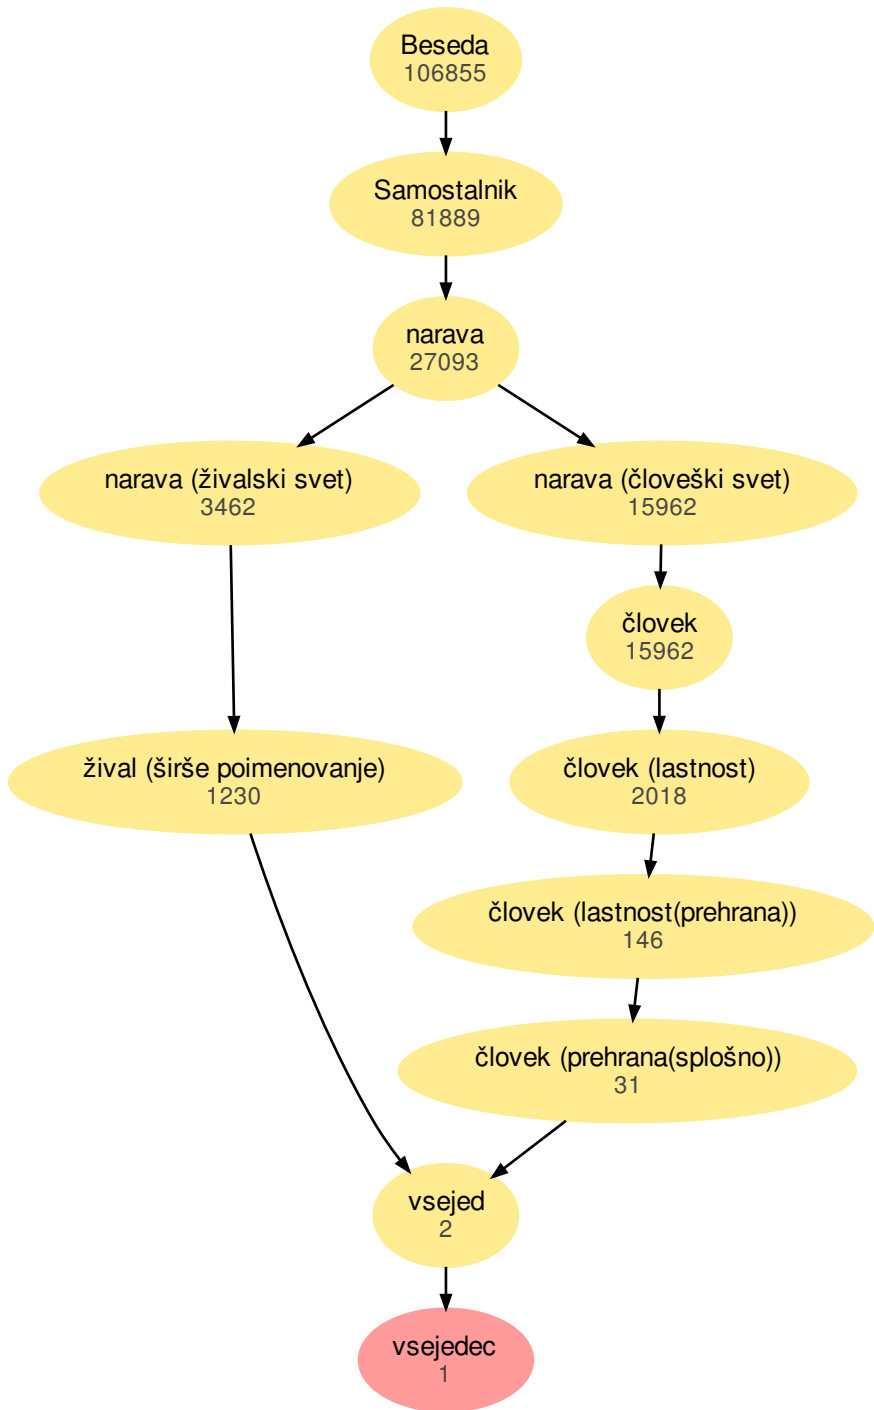 Beseda
106855
Samostalnik
81889
narava
27093
narava (živalski svet)
3462
narava (človeški svet)
15962
človek
15962
žival (širše poimenovanje)
1230
človek (lastnost)
2018
človek (lastnost(prehrana))
146
človek (prehrana(splošno))
31
vsejed
2
vsejedec
1